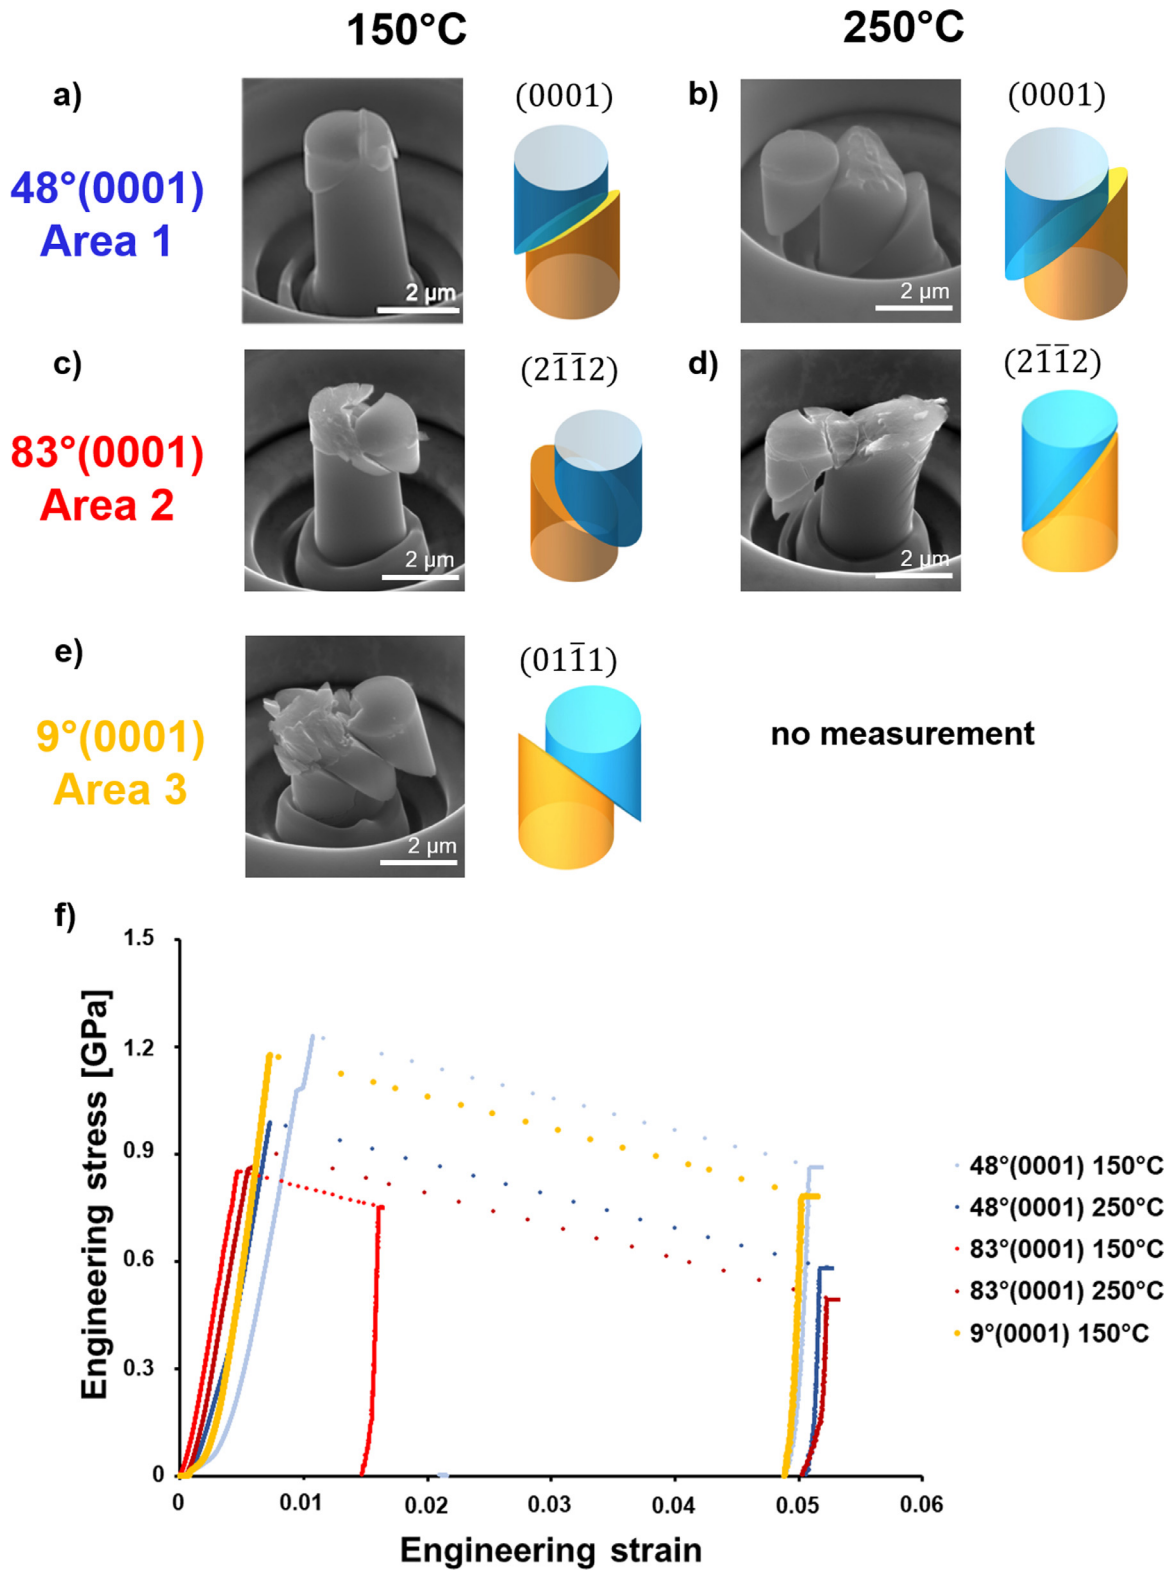 150°C
250°C
a)
(0001)
b)
(0001)
48°(0001)
Area 1
2 µm
2 µm
c)
(21̅1̅2)
d)
(21̅1̅2)
83°(0001)
Area 2
2 µm
2 µm
e)
(011̅1)
9°(0001)
Area 3
no measurement
2 µm
f)
Engineering stress [GPa]
1.5
1.2
0.9
0.6
0.3
0
0
0.01
0.02
0.03
0.04
0.05
0.06
Engineering strain
48°(0001) 150°C
48°(0001) 250°C
83°(0001) 150°C
83°(0001) 250°C
9°(0001) 150°C